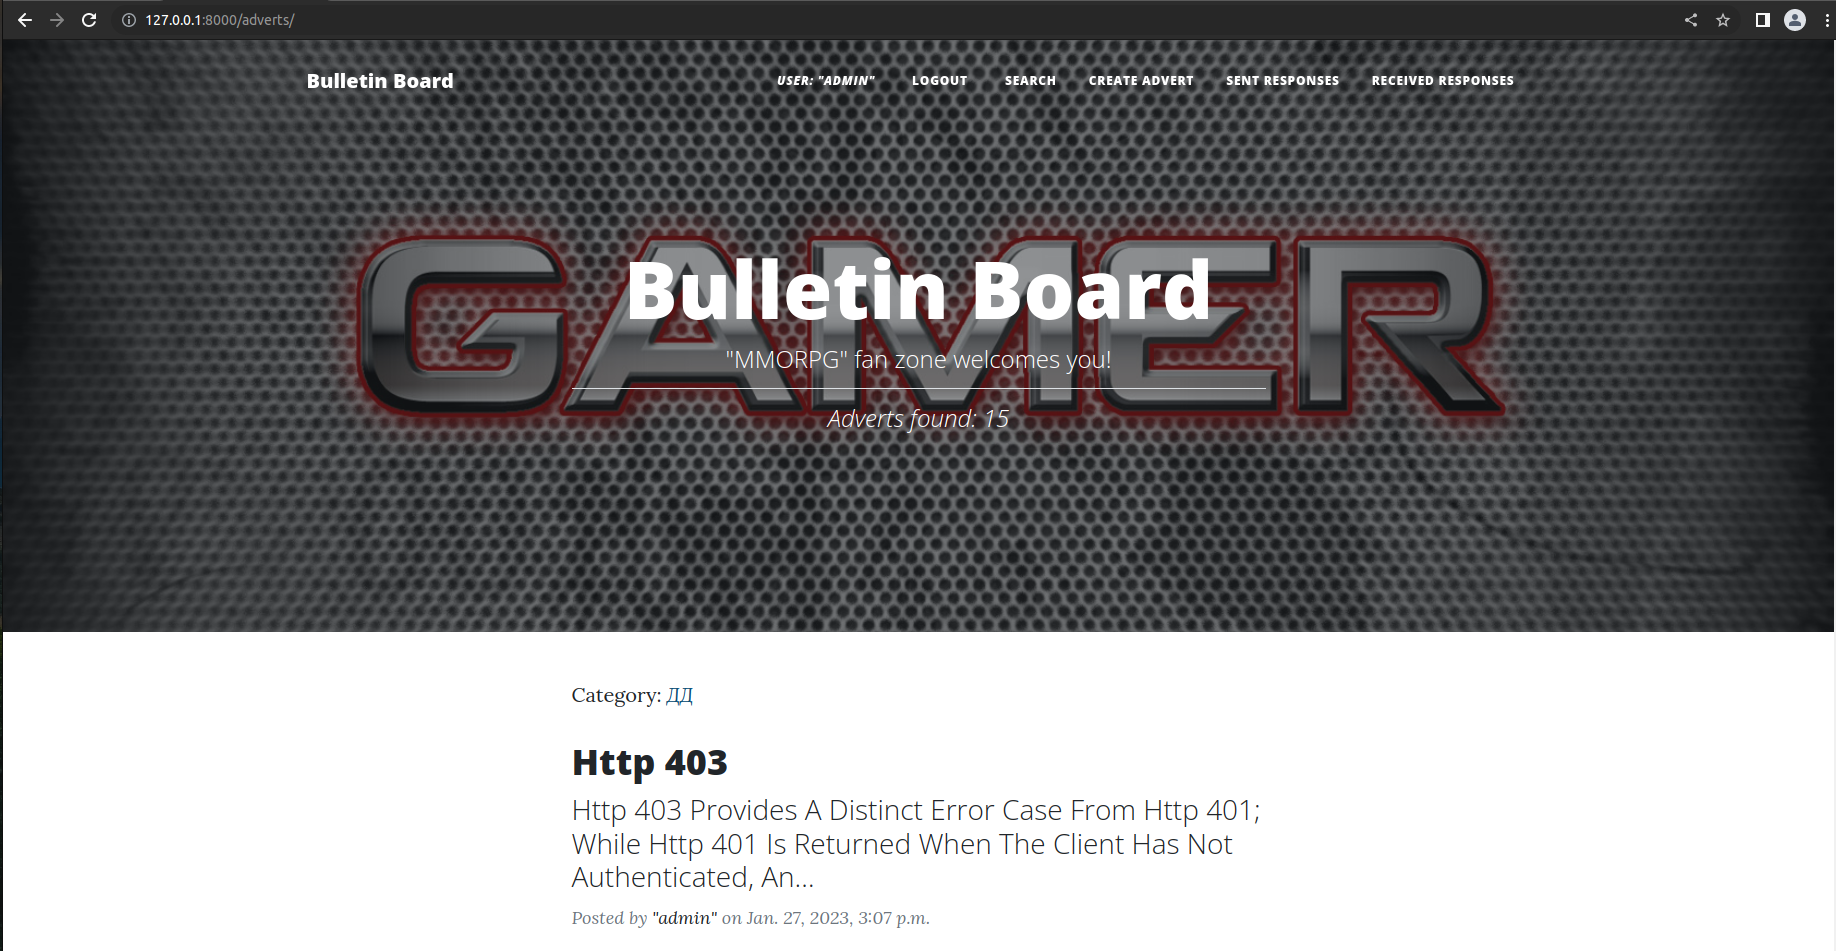 127.0.0.1:8000/adverts/
Bulletin Board
USER: "ADMIN"
LOGOUT
SEARCH
CREATE ADVERT
SENT RESPONSES
RECEIVED RESPONSES
GAMER
Bulletin Board
"MMORPG" fan zone welcomes you!
Adverts found: 15
Category: ДД
Http 403
Http 403 Provides A Distinct Error Case From Http 401;
While Http 401 Is Returned When The Client Has Not
Authenticated, An...
Posted by "admin" on Jan. 27, 2023, 3:07 p.m.